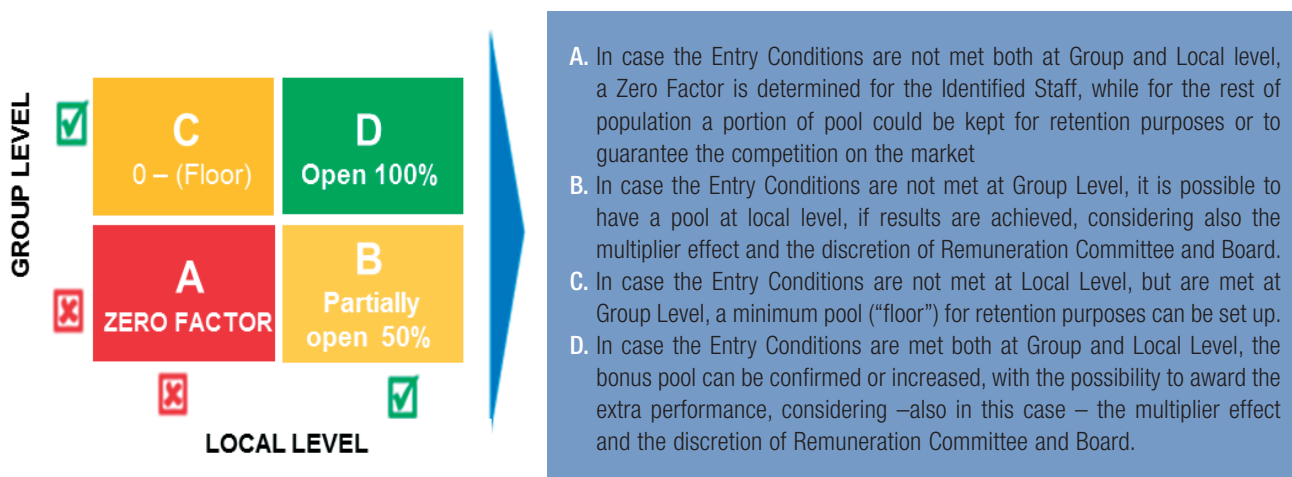 GROUP LEVEL
C
0 – (Floor)
D
Open 100%
A
ZERO FACTOR
B
Partially
open 50%
LOCAL LEVEL
A. In case the Entry Conditions are not met both at Group and Local level,
a Zero Factor is determined for the Identified Staff, while for the rest of
population a portion of pool could be kept for retention purposes or to
guarantee the competition on the market
B. In case the Entry Conditions are not met at Group Level, it is possible to
have a pool at local level, if results are achieved, considering also the
multiplier effect and the discretion of Remuneration Committee and Board.
C. In case the Entry Conditions are not met at Local Level, but are met at
Group Level, a minimum pool (“floor”) for retention purposes can be set up.
D. In case the Entry Conditions are met both at Group and Local Level, the
bonus pool can be confirmed or increased, with the possibility to award the
extra performance, considering –also in this case – the multiplier effect
and the discretion of Remuneration Committee and Board.